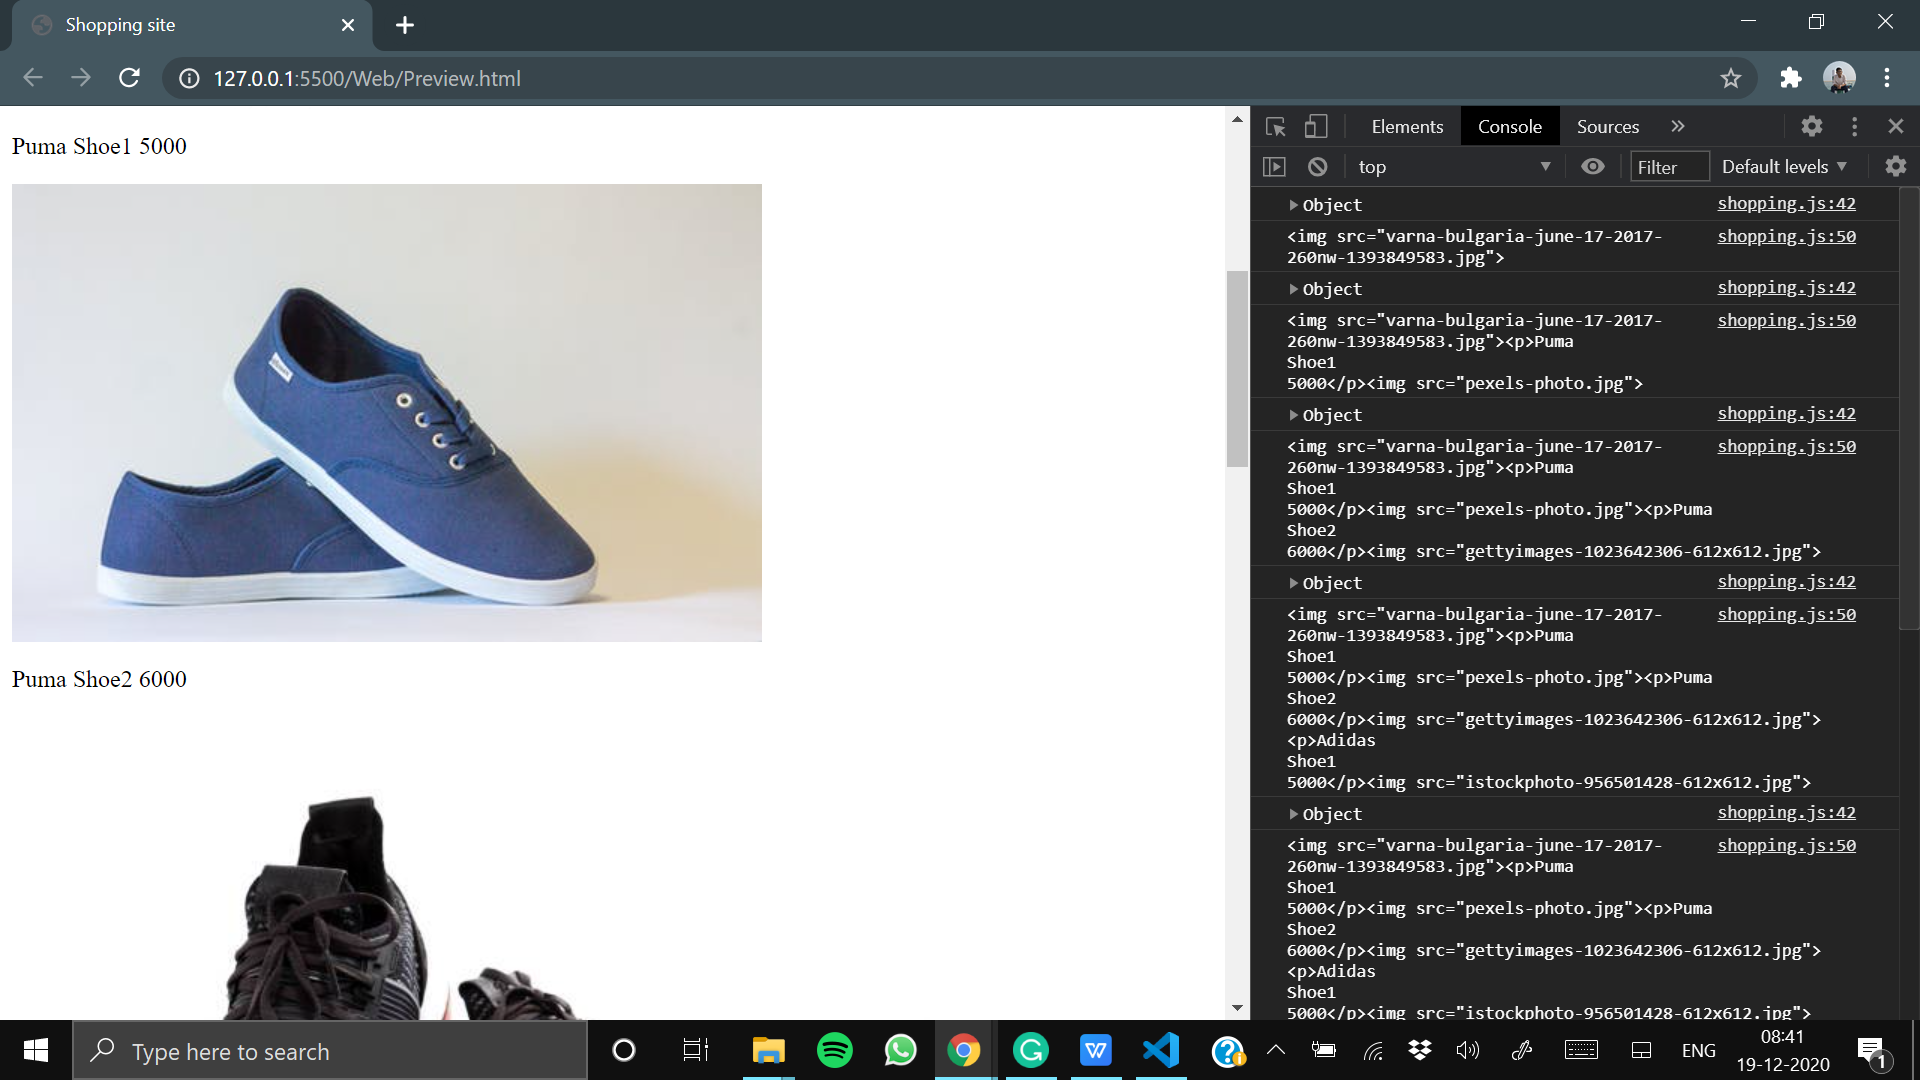 Shopping site
127.0.0.1:5500/Web/Preview.html
Puma Shoe1 5000
Puma Shoe2 6000
Elements Console Sources
top Filter Default levels
Object shopping.js:42
<img src="varna-bulgaria-june-17-2017- shopping.js:50
260nw-1393849583.jpg">
Object shopping.js:42
<img src="varna-bulgaria-june-17-2017- shopping.js:50
260nw-1393849583.jpg"><p>Puma
Shoe1
5000</p><img src="pexels-photo.jpg">
Object shopping.js:42
<img src="varna-bulgaria-june-17-2017- shopping.js:50
260nw-1393849583.jpg"><p>Puma
Shoe1
5000</p><img src="pexels-photo.jpg"><p>Puma
Shoe2
6000</p><img src="gettyimages-1023642306-612x612.jpg">
Object shopping.js:42
<img src="varna-bulgaria-june-17-2017- shopping.js:50
260nw-1393849583.jpg"><p>Puma
Shoe1
5000</p><img src="pexels-photo.jpg"><p>Puma
Shoe2
6000</p><img src="gettyimages-1023642306-612x612.jpg">
<p>Adidas
Shoe1
5000</p><img src="istockphoto-956501428-612x612.jpg">
Object shopping.js:42
<img src="varna-bulgaria-june-17-2017- shopping.js:50
260nw-1393849583.jpg"><p>Puma
Shoe1
5000</p><img src="pexels-photo.jpg"><p>Puma
Shoe2
6000</p><img src="gettyimages-1023642306-612x612.jpg">
<p>Adidas
Shoe1
5000</p><img src="istockphoto-956501428-612x612.jpg">
Type here to search
ENG
08:41
19-12-2020
1